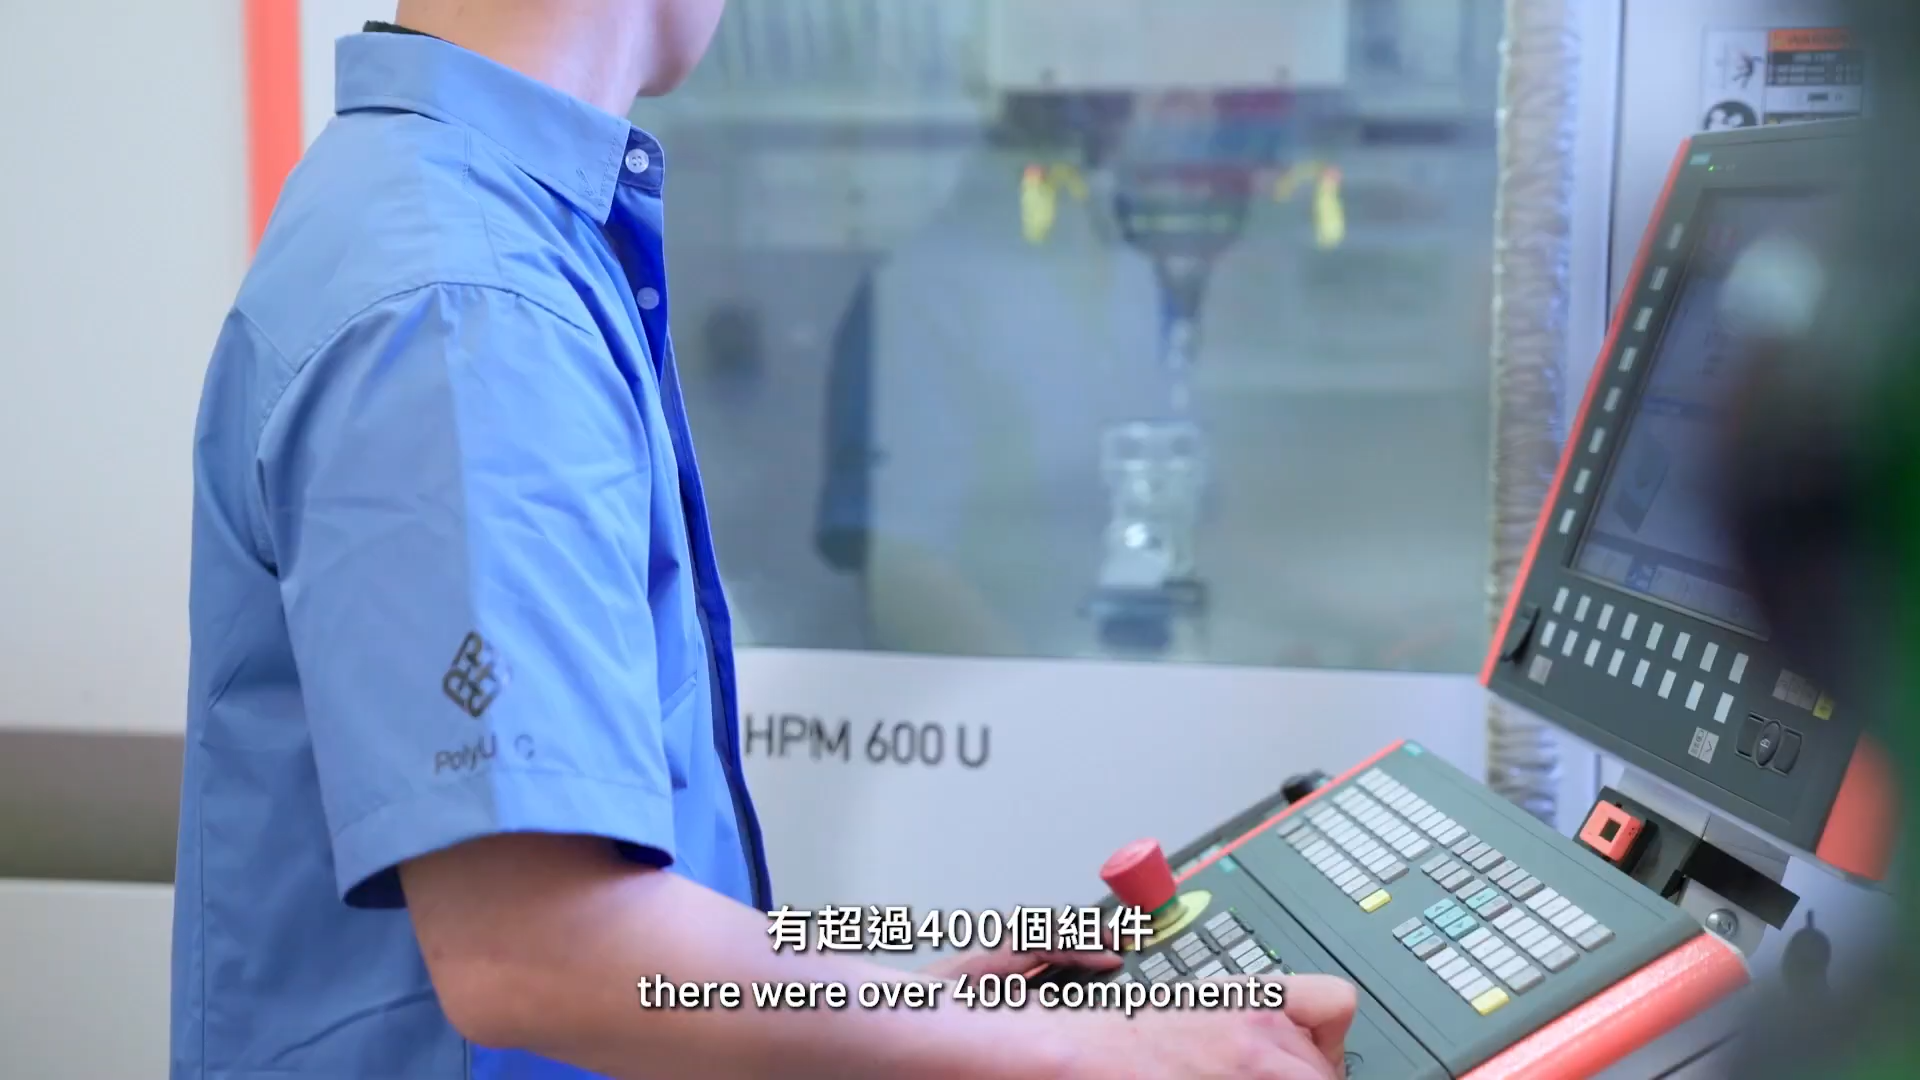 HPM 600 U
PolyU
有超過400個組件
there were over 400 components